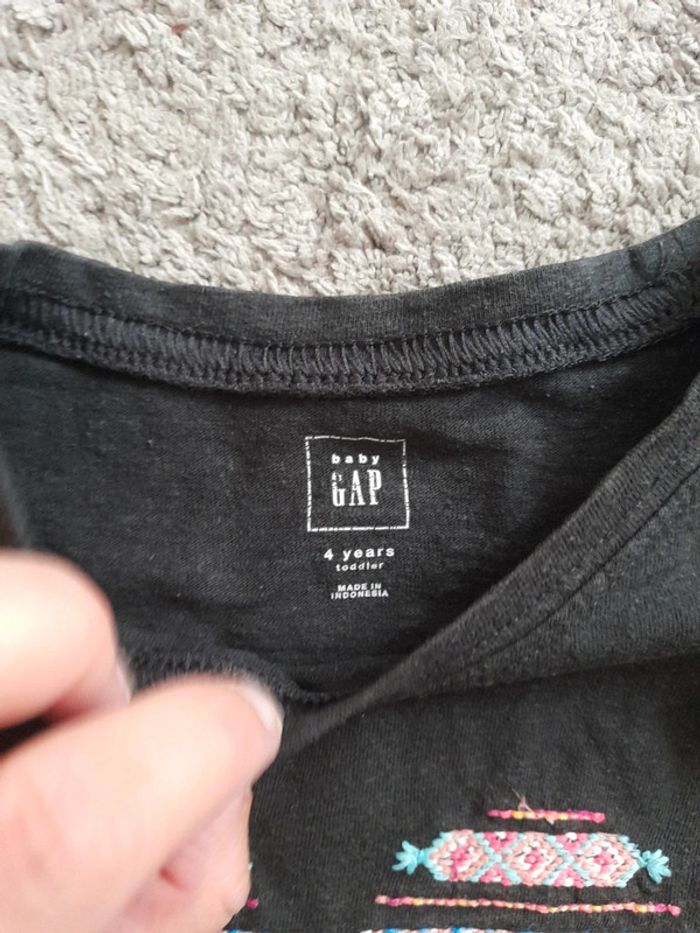 baby
GAP
4 years
toddler
MADE IN
INDONESIA